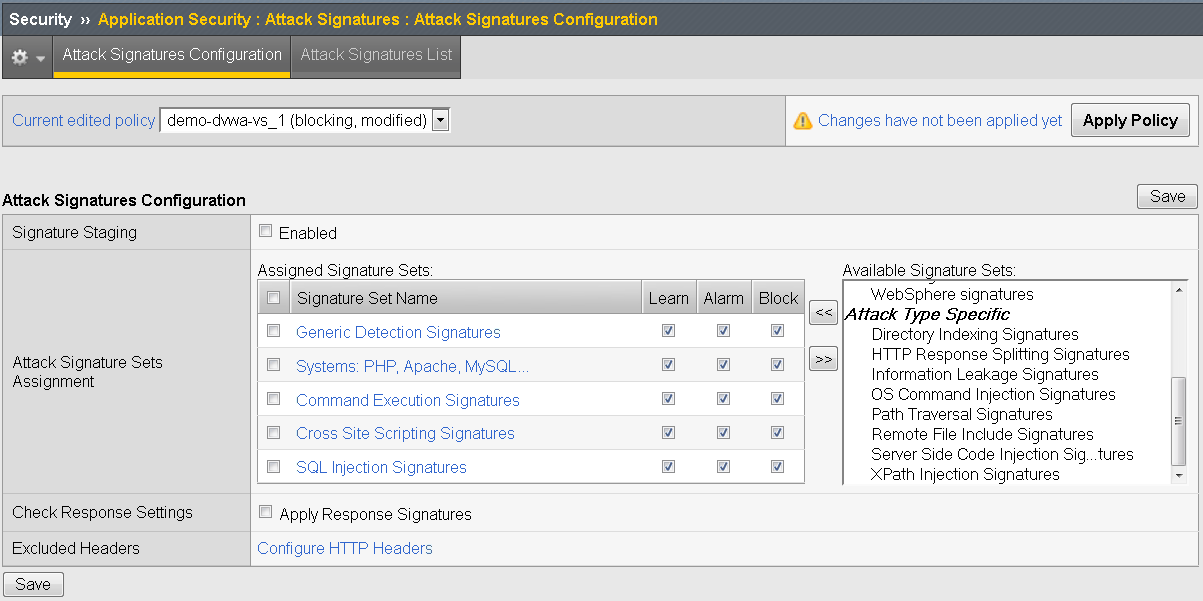 Security ›› Application Security : Attack Signatures : Attack Signatures Configuration
Attack Signatures Configuration Attack Signatures List
Current edited policy demo-dvwa-vs_1 (blocking, modified) Changes have not been applied yet Apply Policy
Attack Signatures Configuration Save
Signature Staging Enabled
Attack Signature Sets
Assignment
Assigned Signature Sets:
Signature Set Name Learn Alarm Block
Generic Detection Signatures
Systems: PHP, Apache, MySQL...
Command Execution Signatures
Cross Site Scripting Signatures
SQL Injection Signatures
<<
>>
Available Signature Sets:
WebSphere signatures
Attack Type Specific
Directory Indexing Signatures
HTTP Response Splitting Signatures
Information Leakage Signatures
OS Command Injection Signatures
Path Traversal Signatures
Remote File Include Signatures
Server Side Code Injection Sig...tures
XPath Injection Signatures
Check Response Settings Apply Response Signatures
Excluded Headers Configure HTTP Headers
Save